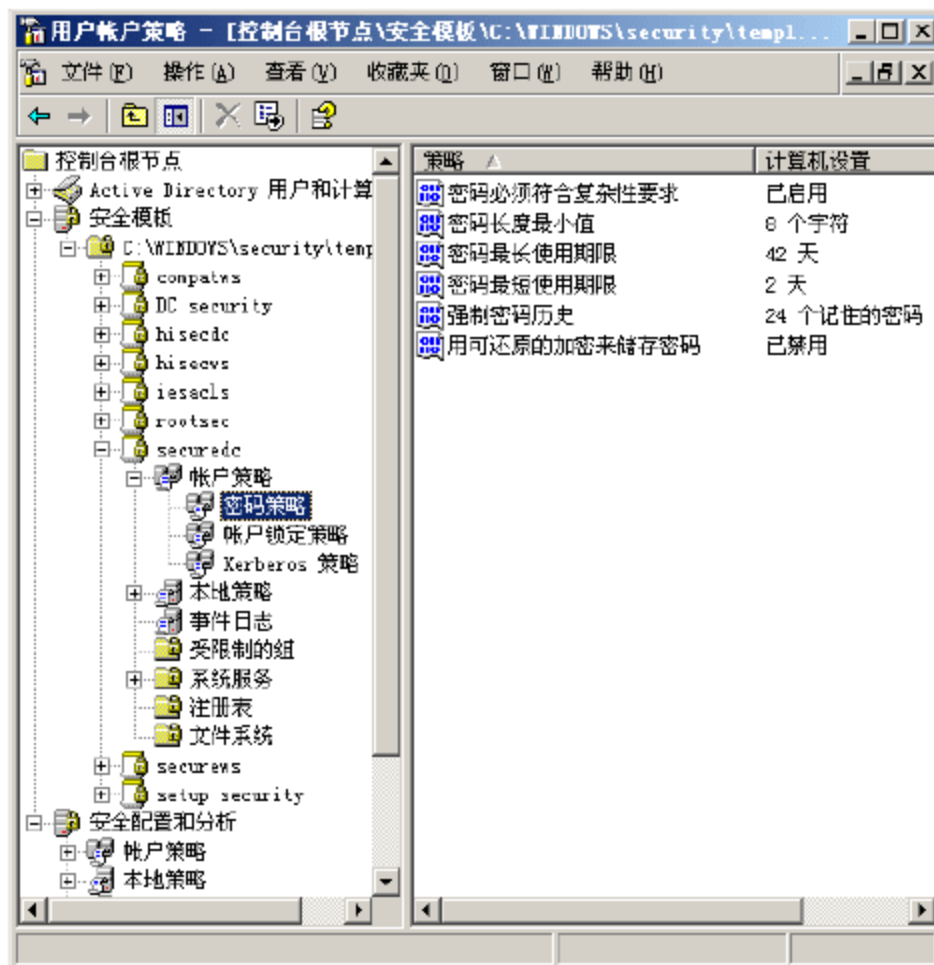 用户帐户策略 - [控制台根节点\安全模板\C:\WINDOWS\security\templ...
文件(F) 操作(A) 查看(V) 收藏夹(O) 窗口(W) 帮助(H)
控制台根节点
Active Directory 用户和计算
安全模板
C:\WINDOWS\security\temp
compatws
DC security
hisecdc
hisecws
iesacls
rootsec
securedc
帐户策略
密码策略
帐户锁定策略
Kerberos 策略
本地策略
事件日志
受限制的组
系统服务
注册表
文件系统
securews
setup security
安全配置和分析
帐户策略
本地策略
策略 计算机设置
密码必须符合复杂性要求 已启用
密码长度最小值 8 个字符
密码最长使用期限 42 天
密码最短使用期限 2 天
强制密码历史 24 个记住的密码
用可还原的加密来储存密码 已禁用